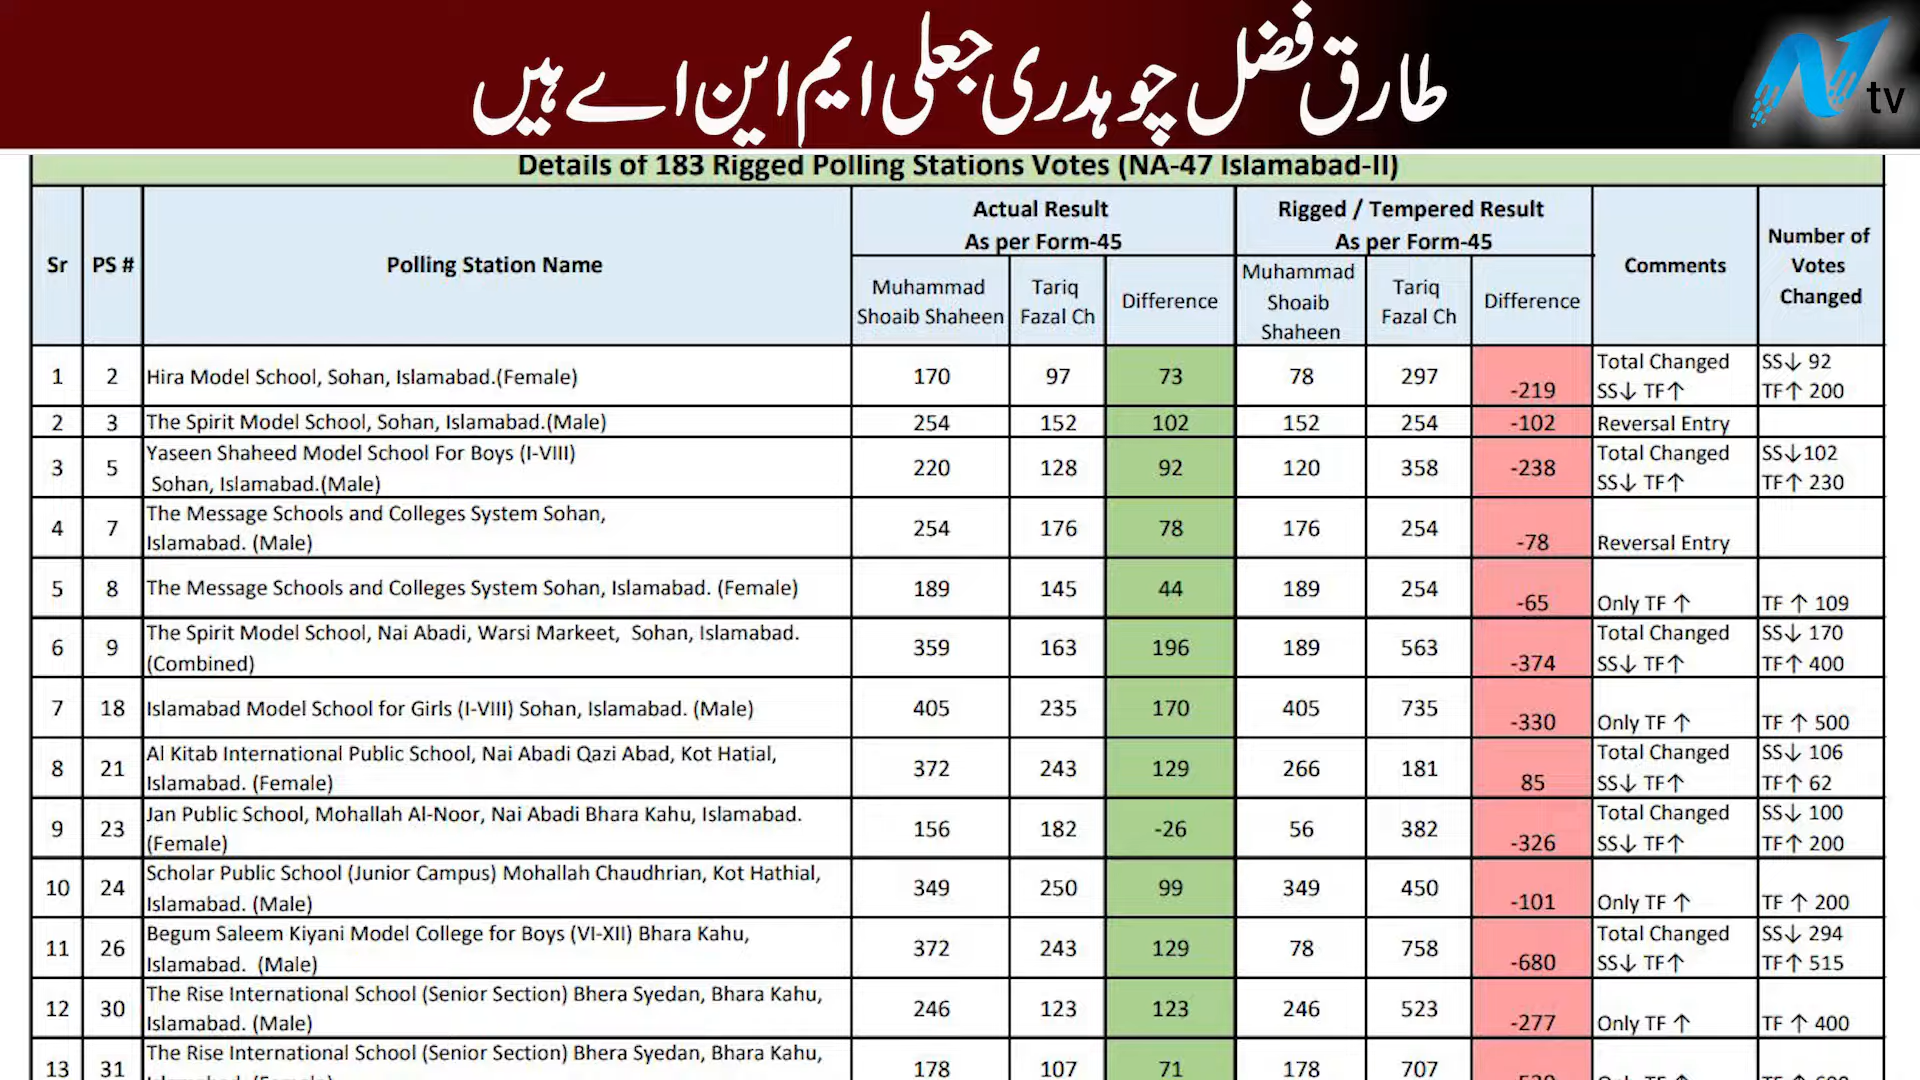 طارق فضل چوہدری جعلی ایم این اے ہیں
N tv
Details of 183 Rigged Polling Stations Votes (NA-47 Islamabad-II)
Sr PS # Polling Station Name Actual Result As per Form-45 Rigged / Tempered Result As per Form-45 Comments Number of Votes Changed
Muhammad Shoaib Shaheen Tariq Fazal Ch Difference Muhammad Shoaib Shaheen Tariq Fazal Ch Difference
1 2 Hira Model School, Sohan, Islamabad.(Female) 170 97 73 78 297 -219 Total Changed SS↓ TF↑ SS↓ 92 TF↑ 200
2 3 The Spirit Model School, Sohan, Islamabad.(Male) 254 152 102 152 254 -102 Reversal Entry
3 5 Yaseen Shaheed Model School For Boys (I-VIII) Sohan, Islamabad.(Male) 220 128 92 120 358 -238 Total Changed SS↓ TF↑ SS↓102 TF↑ 230
4 7 The Message Schools and Colleges System Sohan, Islamabad. (Male) 254 176 78 176 254 -78 Reversal Entry
5 8 The Message Schools and Colleges System Sohan, Islamabad. (Female) 189 145 44 189 254 -65 Only TF ↑ TF ↑ 109
6 9 The Spirit Model School, Nai Abadi, Warsi Markeet, Sohan, Islamabad. (Combined) 359 163 196 189 563 -374 Total Changed SS↓ TF↑ SS↓ 170 TF↑ 400
7 18 Islamabad Model School for Girls (I-VIII) Sohan, Islamabad. (Male) 405 235 170 405 735 -330 Only TF ↑ TF ↑ 500
8 21 Al Kitab International Public School, Nai Abadi Qazi Abad, Kot Hatial, Islamabad. (Female) 372 243 129 266 181 85 Total Changed SS↓ TF↑ SS↓ 106 TF↑ 62
9 23 Jan Public School, Mohallah Al-Noor, Nai Abadi Bhara Kahu, Islamabad. (Female) 156 182 -26 56 382 -326 Total Changed SS↓ TF↑ SS↓ 100 TF↑ 200
10 24 Scholar Public School (Junior Campus) Mohallah Chaudhrian, Kot Hathial, Islamabad. (Male) 349 250 99 349 450 -101 Only TF ↑ TF ↑ 200
11 26 Begum Saleem Kiyani Model College for Boys (VI-XII) Bhara Kahu, Islamabad. (Male) 372 243 129 78 758 -680 Total Changed SS↓ TF↑ SS↓ 294 TF↑ 515
12 30 The Rise International School (Senior Section) Bhera Syedan, Bhara Kahu, Islamabad. (Male) 246 123 123 246 523 -277 Only TF ↑ TF ↑ 400
13 31 The Rise International School (Senior Section) Bhera Syedan, Bhara Kahu, 178 107 71 178 707